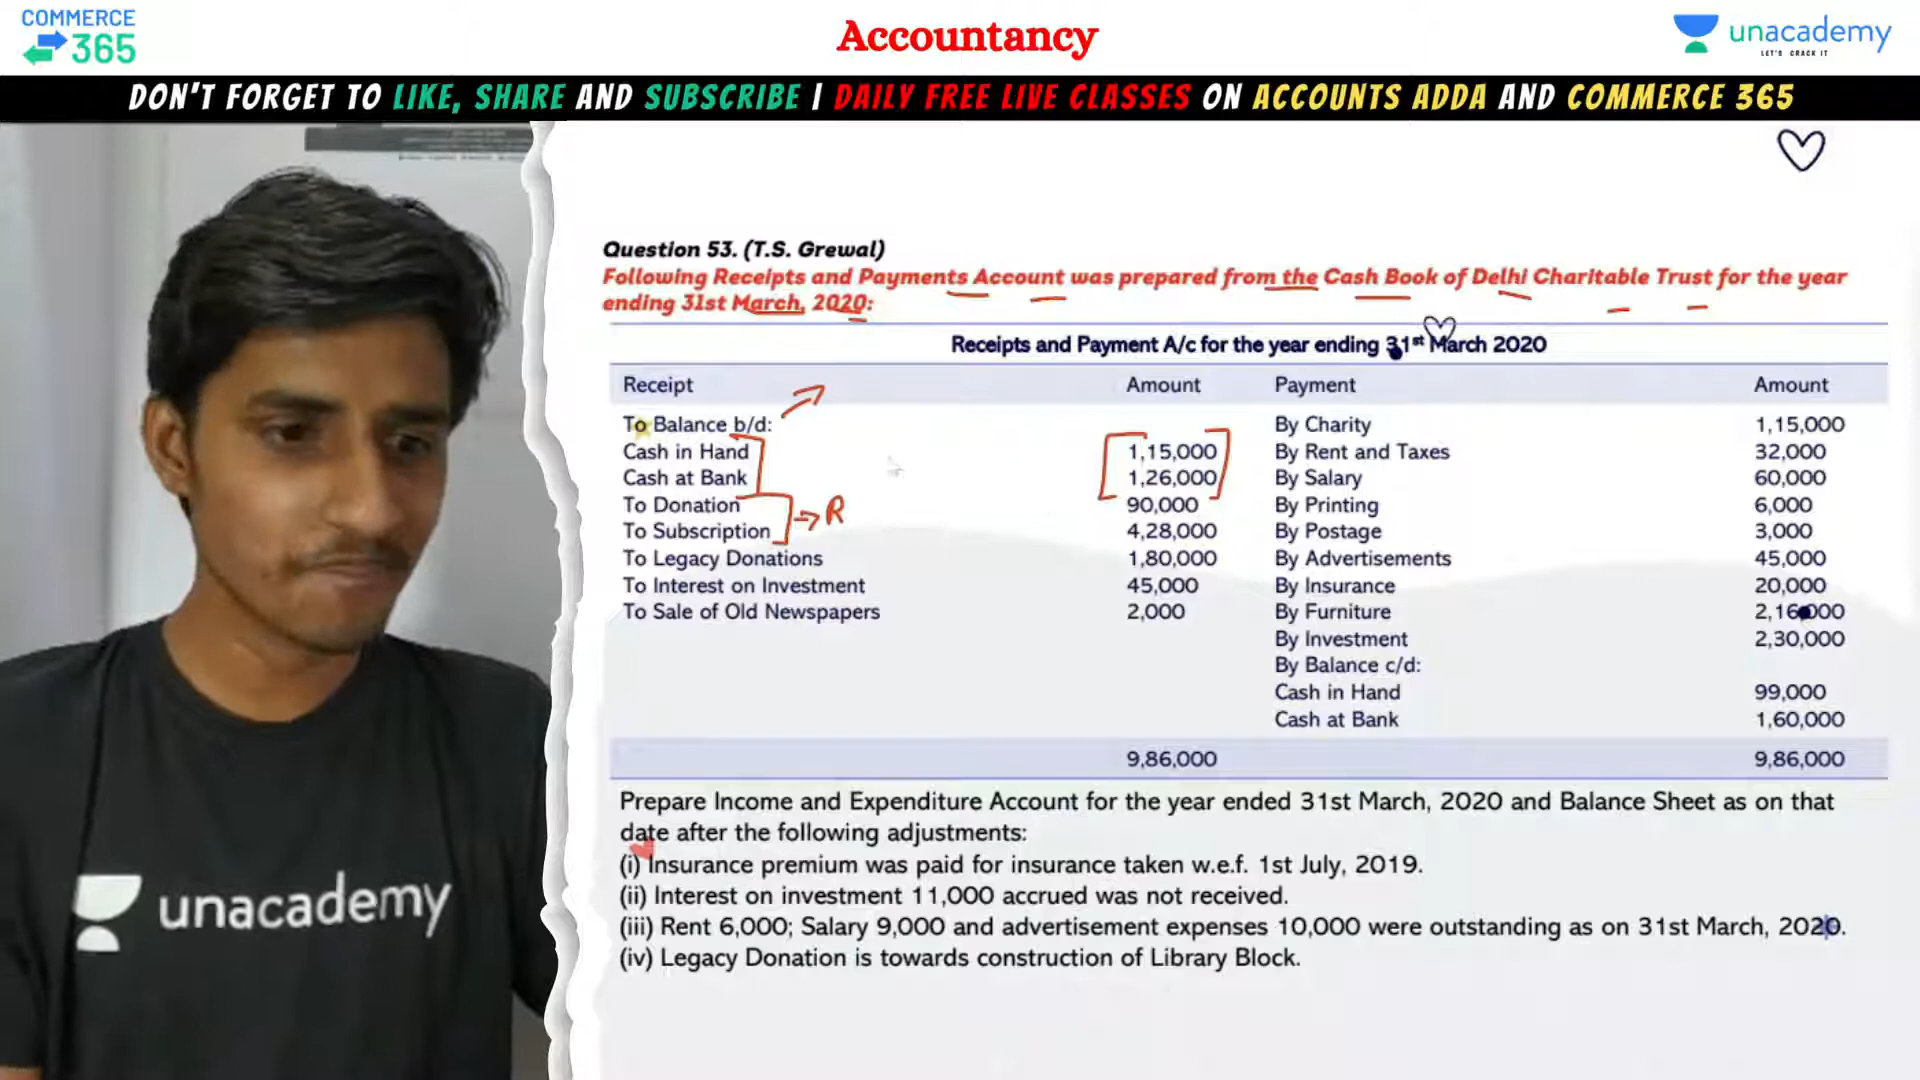 COMMERCE
365
Accountancy
unacademy
LET'S CRACK IT
DON'T FORGET TO LIKE, SHARE AND SUBSCRIBE | DAILY FREE LIVE CLASSES ON ACCOUNTS ADDA AND COMMERCE 365
Question 53. (T.S. Grewal)
Following Receipts and Payments Account was prepared from the Cash Book of Delhi Charitable Trust for the year
ending 31st March, 2020:
Receipts and Payment A/c for the year ending 31st March 2020
Receipt Amount Payment Amount
To Balance b/d: By Charity 1,15,000
Cash in Hand 1,15,000 By Rent and Taxes 32,000
Cash at Bank 1,26,000 By Salary 60,000
To Donation 90,000 By Printing 6,000
R
To Subscription 4,28,000 By Postage 3,000
To Legacy Donations 1,80,000 By Advertisements 45,000
To Interest on Investment 45,000 By Insurance 20,000
To Sale of Old Newspapers 2,000 By Furniture 2,16,000
By Investment 2,30,000
By Balance c/d:
Cash in Hand 99,000
Cash at Bank 1,60,000
9,86,000 9,86,000
Prepare Income and Expenditure Account for the year ended 31st March, 2020 and Balance Sheet as on that
date after the following adjustments:
(i) Insurance premium was paid for insurance taken w.e.f. 1st July, 2019.
(ii) Interest on investment 11,000 accrued was not received.
(iii) Rent 6,000; Salary 9,000 and advertisement expenses 10,000 were outstanding as on 31st March, 2020.
(iv) Legacy Donation is towards construction of Library Block.
unacademy